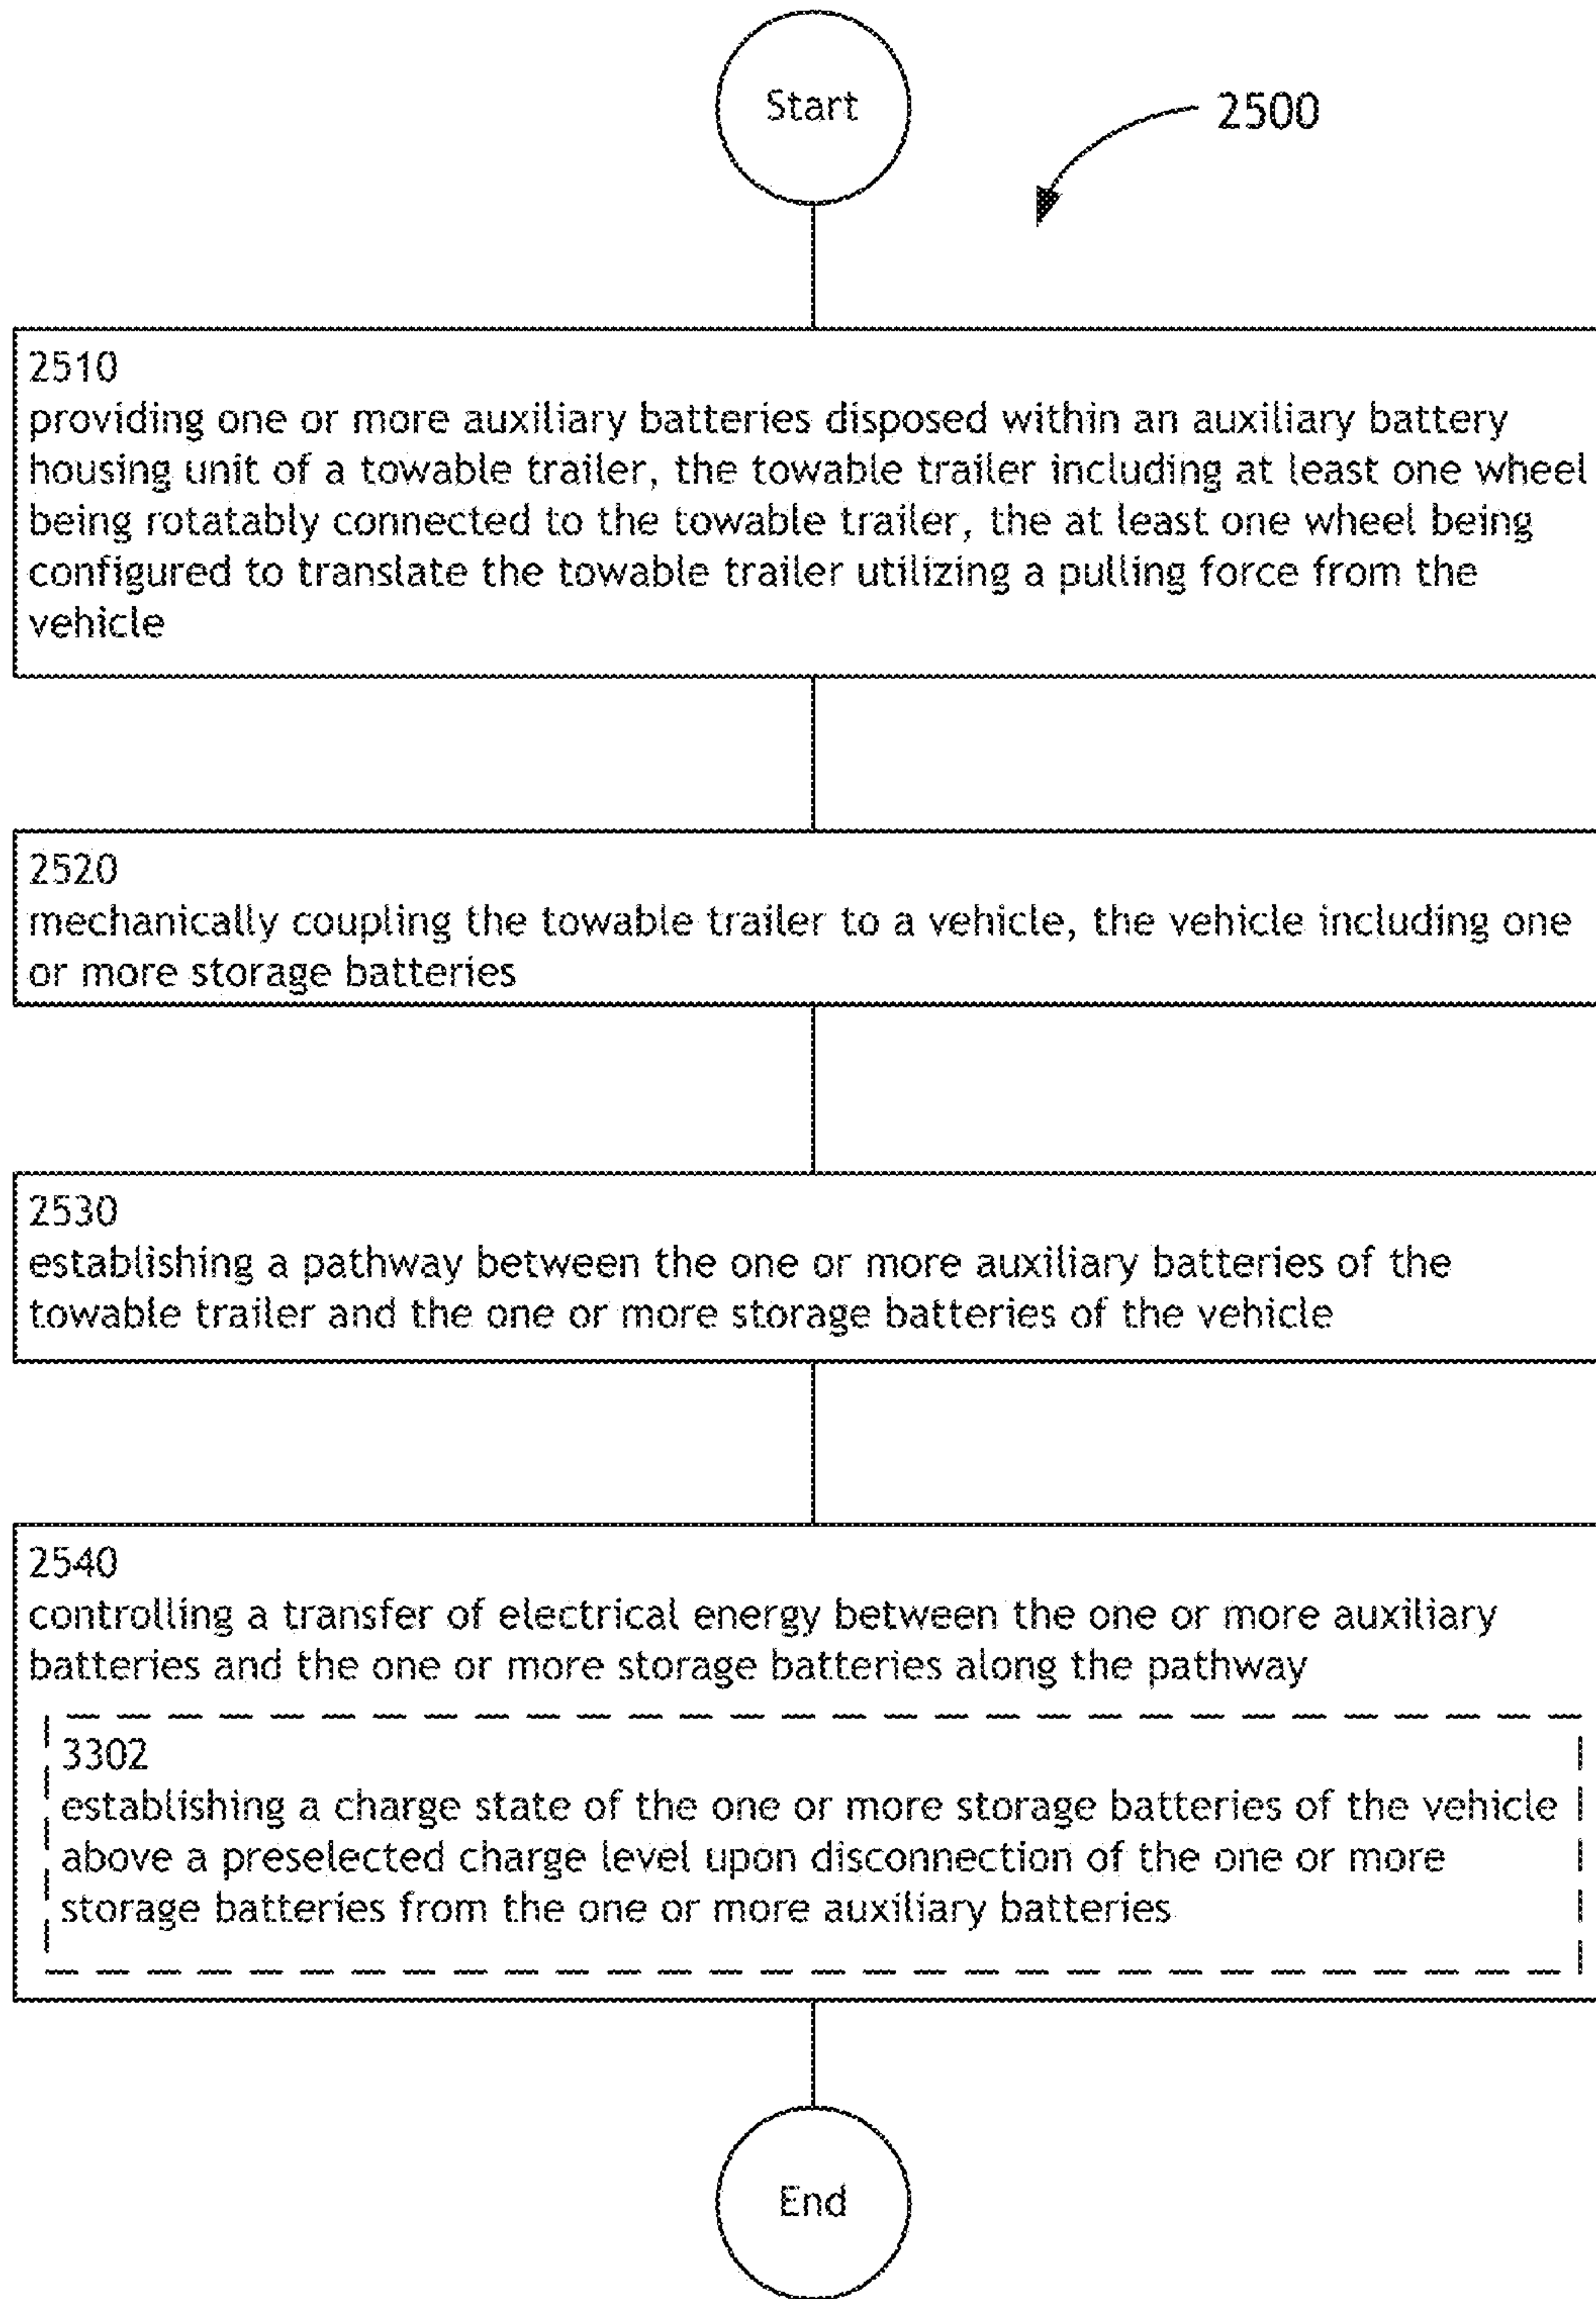 Start
2500
2510
providing one or more auxiliary batteries disposed within an auxiliary battery
housing unit of a towable trailer, the towable trailer including at least one wheel
being rotatably connected to the towable trailer, the at least one wheel being
configured to translate the towable trailer utilizing a pulling force from the
vehicle
2520
mechanically coupling the towable trailer to a vehicle, the vehicle including one
or more storage batteries
2530
establishing a pathway between the one or more auxiliary batteries of the
towable trailer and the one or more storage batteries of the vehicle
2540
controlling a transfer of electrical energy between the one or more auxiliary
batteries and the one or more storage batteries along the pathway
3302
establishing a charge state of the one or more storage batteries of the vehicle
above a preselected charge level upon disconnection of the one or more
storage batteries from the one or more auxiliary batteries
End